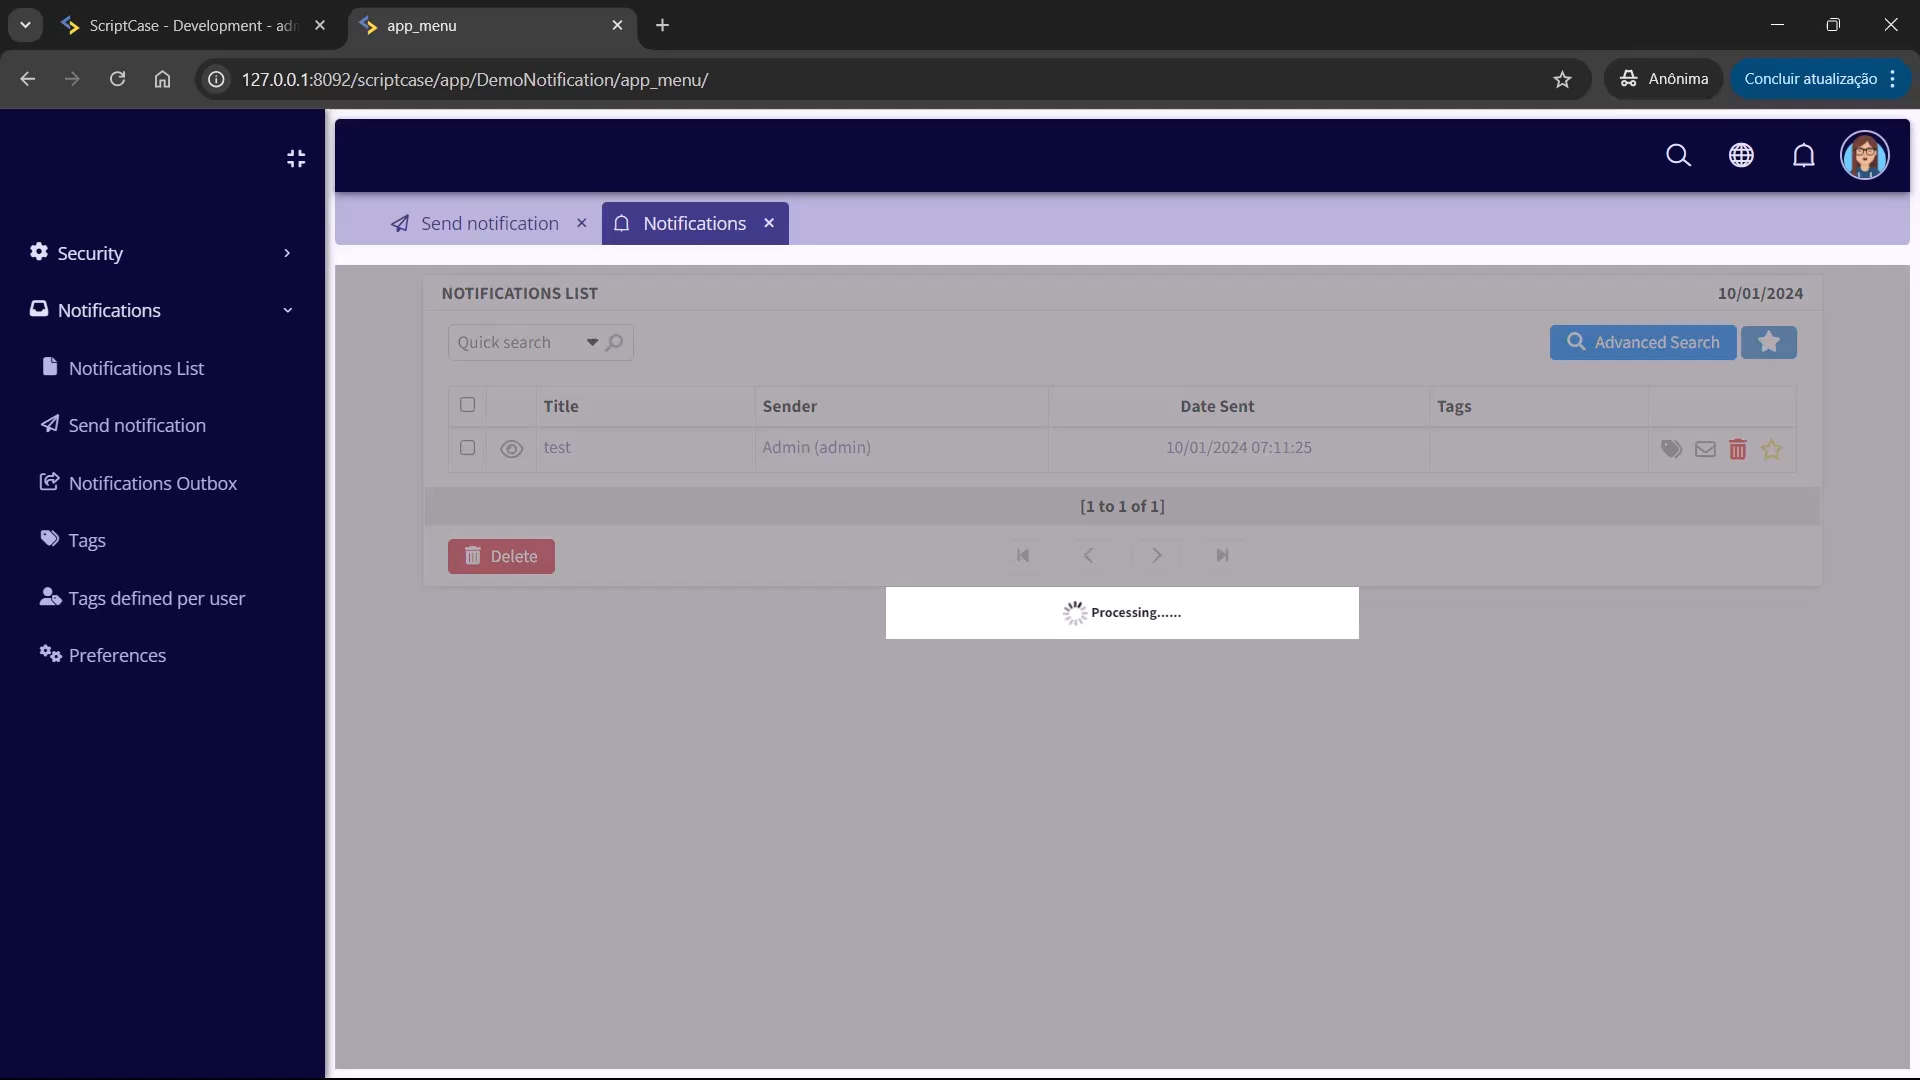 ScriptCase - Development - adm
app_menu
127.0.0.1:8092/scriptcase/app/DemoNotification/app_menu/
Anônima
Concluir atualização
Security
Notifications
Notifications List
Send notification
Notifications Outbox
Tags
Tags defined per user
Preferences
Send notification
Notifications
NOTIFICATIONS LIST
10/01/2024
Quick search
Advanced Search
Title Sender Date Sent Tags
test Admin (admin) 10/01/2024 07:11:25
[1 to 1 of 1]
Delete
Processing......